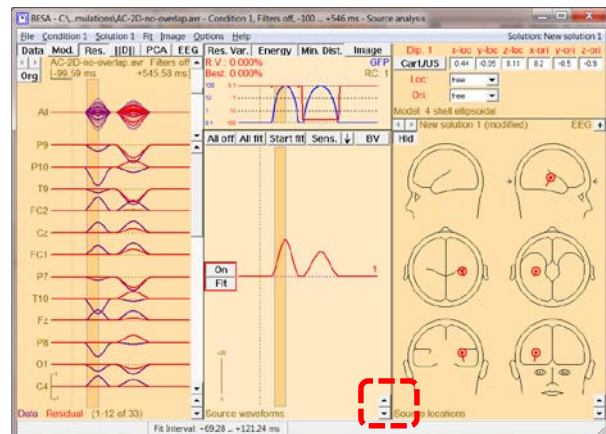 BESA - C:\...mulations\AC-2D-no-overlap.avr - Condition 1, Filters off, -100 ... +546 ms - Source analysis
File Condition 1 Solution 1 Fit Image Options Help
Solution: New solution 1
Data Mod. Res. ||D|| PCA EEG
Res. Var. Energy Min. Dist. Image
Dip. 1 x-loc y-loc z-loc x-ori y-ori z-ori
AC-2D-no-overlap.avr Filters off
R.V.: 0.000% GFP
Cart./US 0.44 -0.05 0.11 0.2 -0.5 -0.9
Org -99.59 ms +545.58 ms
Best: 0.000% RC: 1
Loc: free
Ori: free
Model: 4 shell ellipsoidal
New solution 1 (modified) EEG +
All off All fit Start fit Sens. ↓ BV
Hid
All
P9
P10
T9
FC2
Cz
FC1
P7
T10
Fz
P8
O1
C4
On
Fit
1
Data Residual (1-12 of 33)
Source waveforms
Source locations
Fit Interval: +69.28 ... +121.24 ms